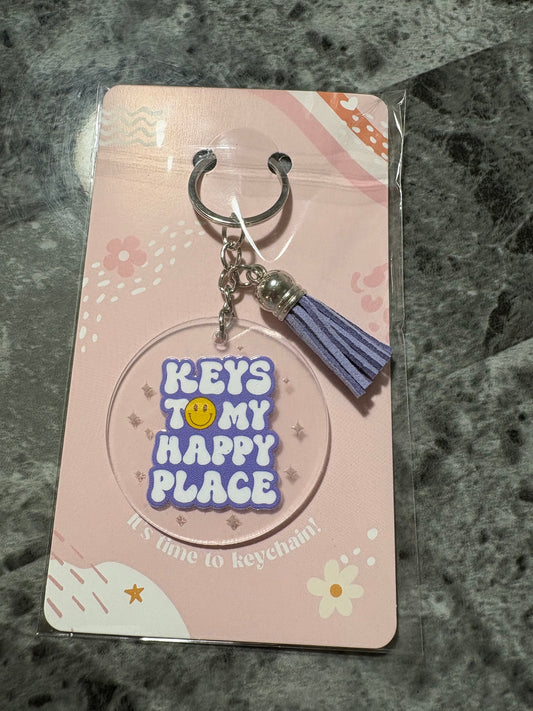 KEYS
TO MY
HAPPY
PLACE
It's time to keychain!